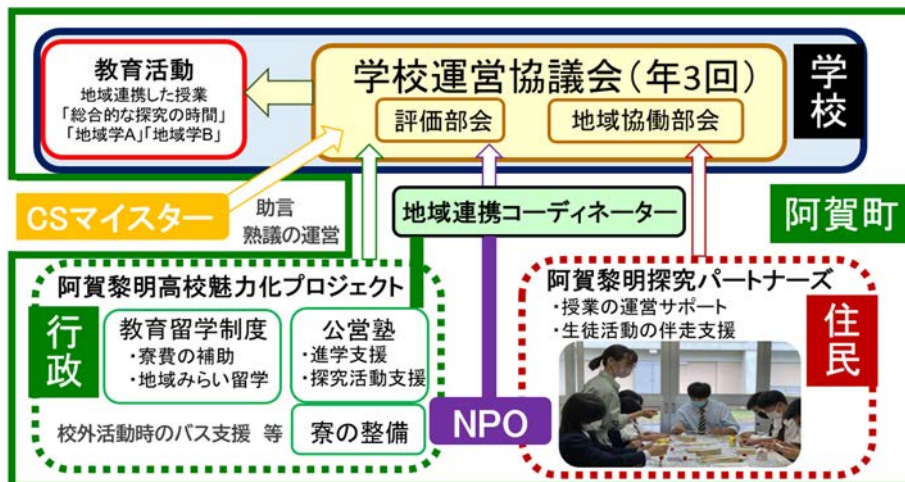 教育活動
地域連携した授業
「総合的な探究の時間」
「地域学A」「地域学B」
学校運営協議会(年3回)
評価部会
地域協働部会
学校
CSマイスター
助言
熟議の運営
地域連携コーディネーター
阿賀町
阿賀黎明高校魅力化プロジェクト
行政
教育留学制度
・寮費の補助
・地域みらい留学
公営塾
・進学支援
・探究活動支援
校外活動時のバス支援 等
寮の整備
NPO
阿賀黎明探究パートナーズ
・授業の運営サポート
・生徒活動の伴走支援
住民